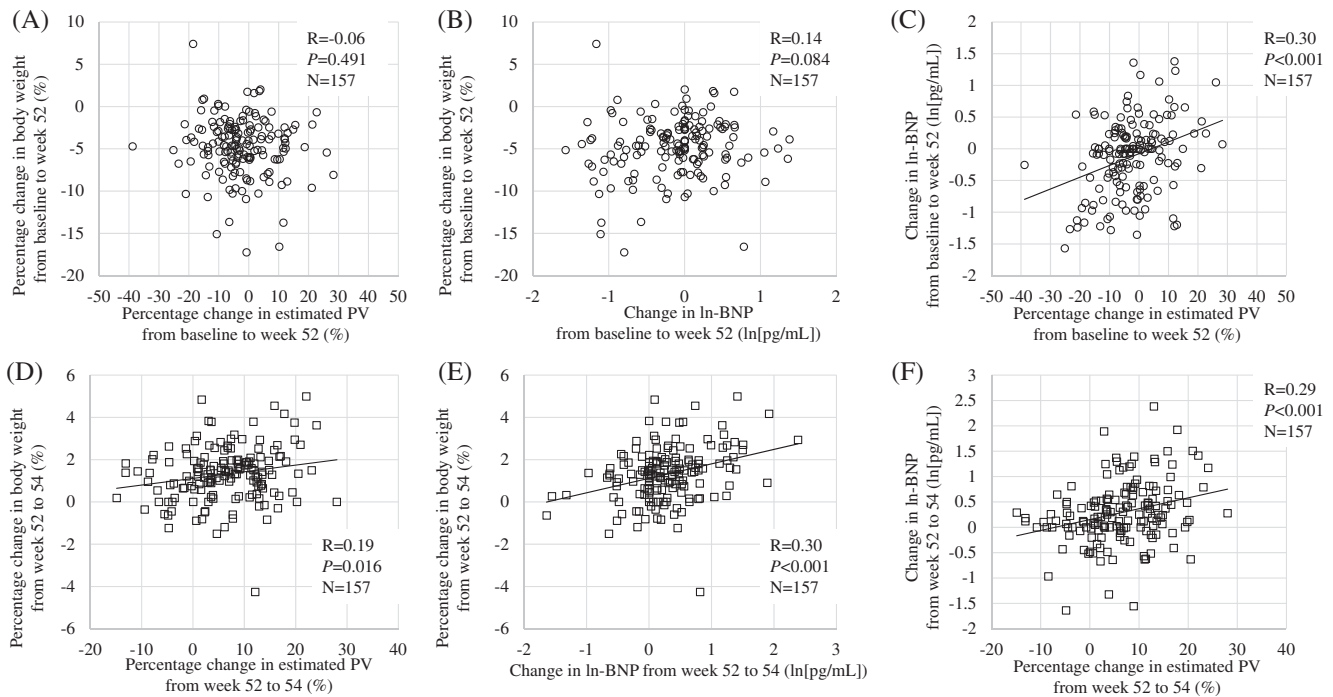 (A)
Percentage change in body weight
from baseline to week 52 (%)
10
5
0
-5
-10
-15
-20
R=-0.06
P=0.491
N=157
-50 -40 -30 -20 -10 0 10 20 30 40 50
Percentage change in estimated PV
from baseline to week 52 (%)
(B)
Percentage change in body weight
from baseline to week 52 (%)
10
5
0
-5
-10
-15
-20
R=0.14
P=0.084
N=157
-2 -1 0 1 2
Change in ln-BNP
from baseline to week 52 (ln[pg/mL])
(C)
Change in ln-BNP
from baseline to week 52 (ln[pg/mL])
2
1.5
1
0.5
0
-0.5
-1
-1.5
2
R=0.30
P<0.001
N=157
-50 -40 -30 -20 -10 0 10 20 30 40 50
Percentage change in estimated PV
from baseline to week 52 (%)
(D)
Percentage change in body weight
from week 52 to 54 (%)
6
4
2
0
-2
-4
-6
R=0.19
P=0.016
N=157
-20 -10 0 10 20 30 40
Percentage change in estimated PV
from week 52 to 54 (%)
(E)
Percentage change in body weight
from week 52 to 54 (%)
6
4
2
0
-2
-4
-6
R=0.30
P<0.001
N=157
-2 -1 0 1 2 3
Change in ln-BNP from week 52 to 54 (ln[pg/mL])
(F)
Change in ln-BNP
from week 52 to 54 (ln[pg/mL])
3
2.5
2
1.5
1
0.5
0
-0.5
-1
-1.5
-2
R=0.29
P<0.001
N=157
-20 -10 0 10 20 30 40
Percentage change in estimated PV
from week 52 to 54 (%)